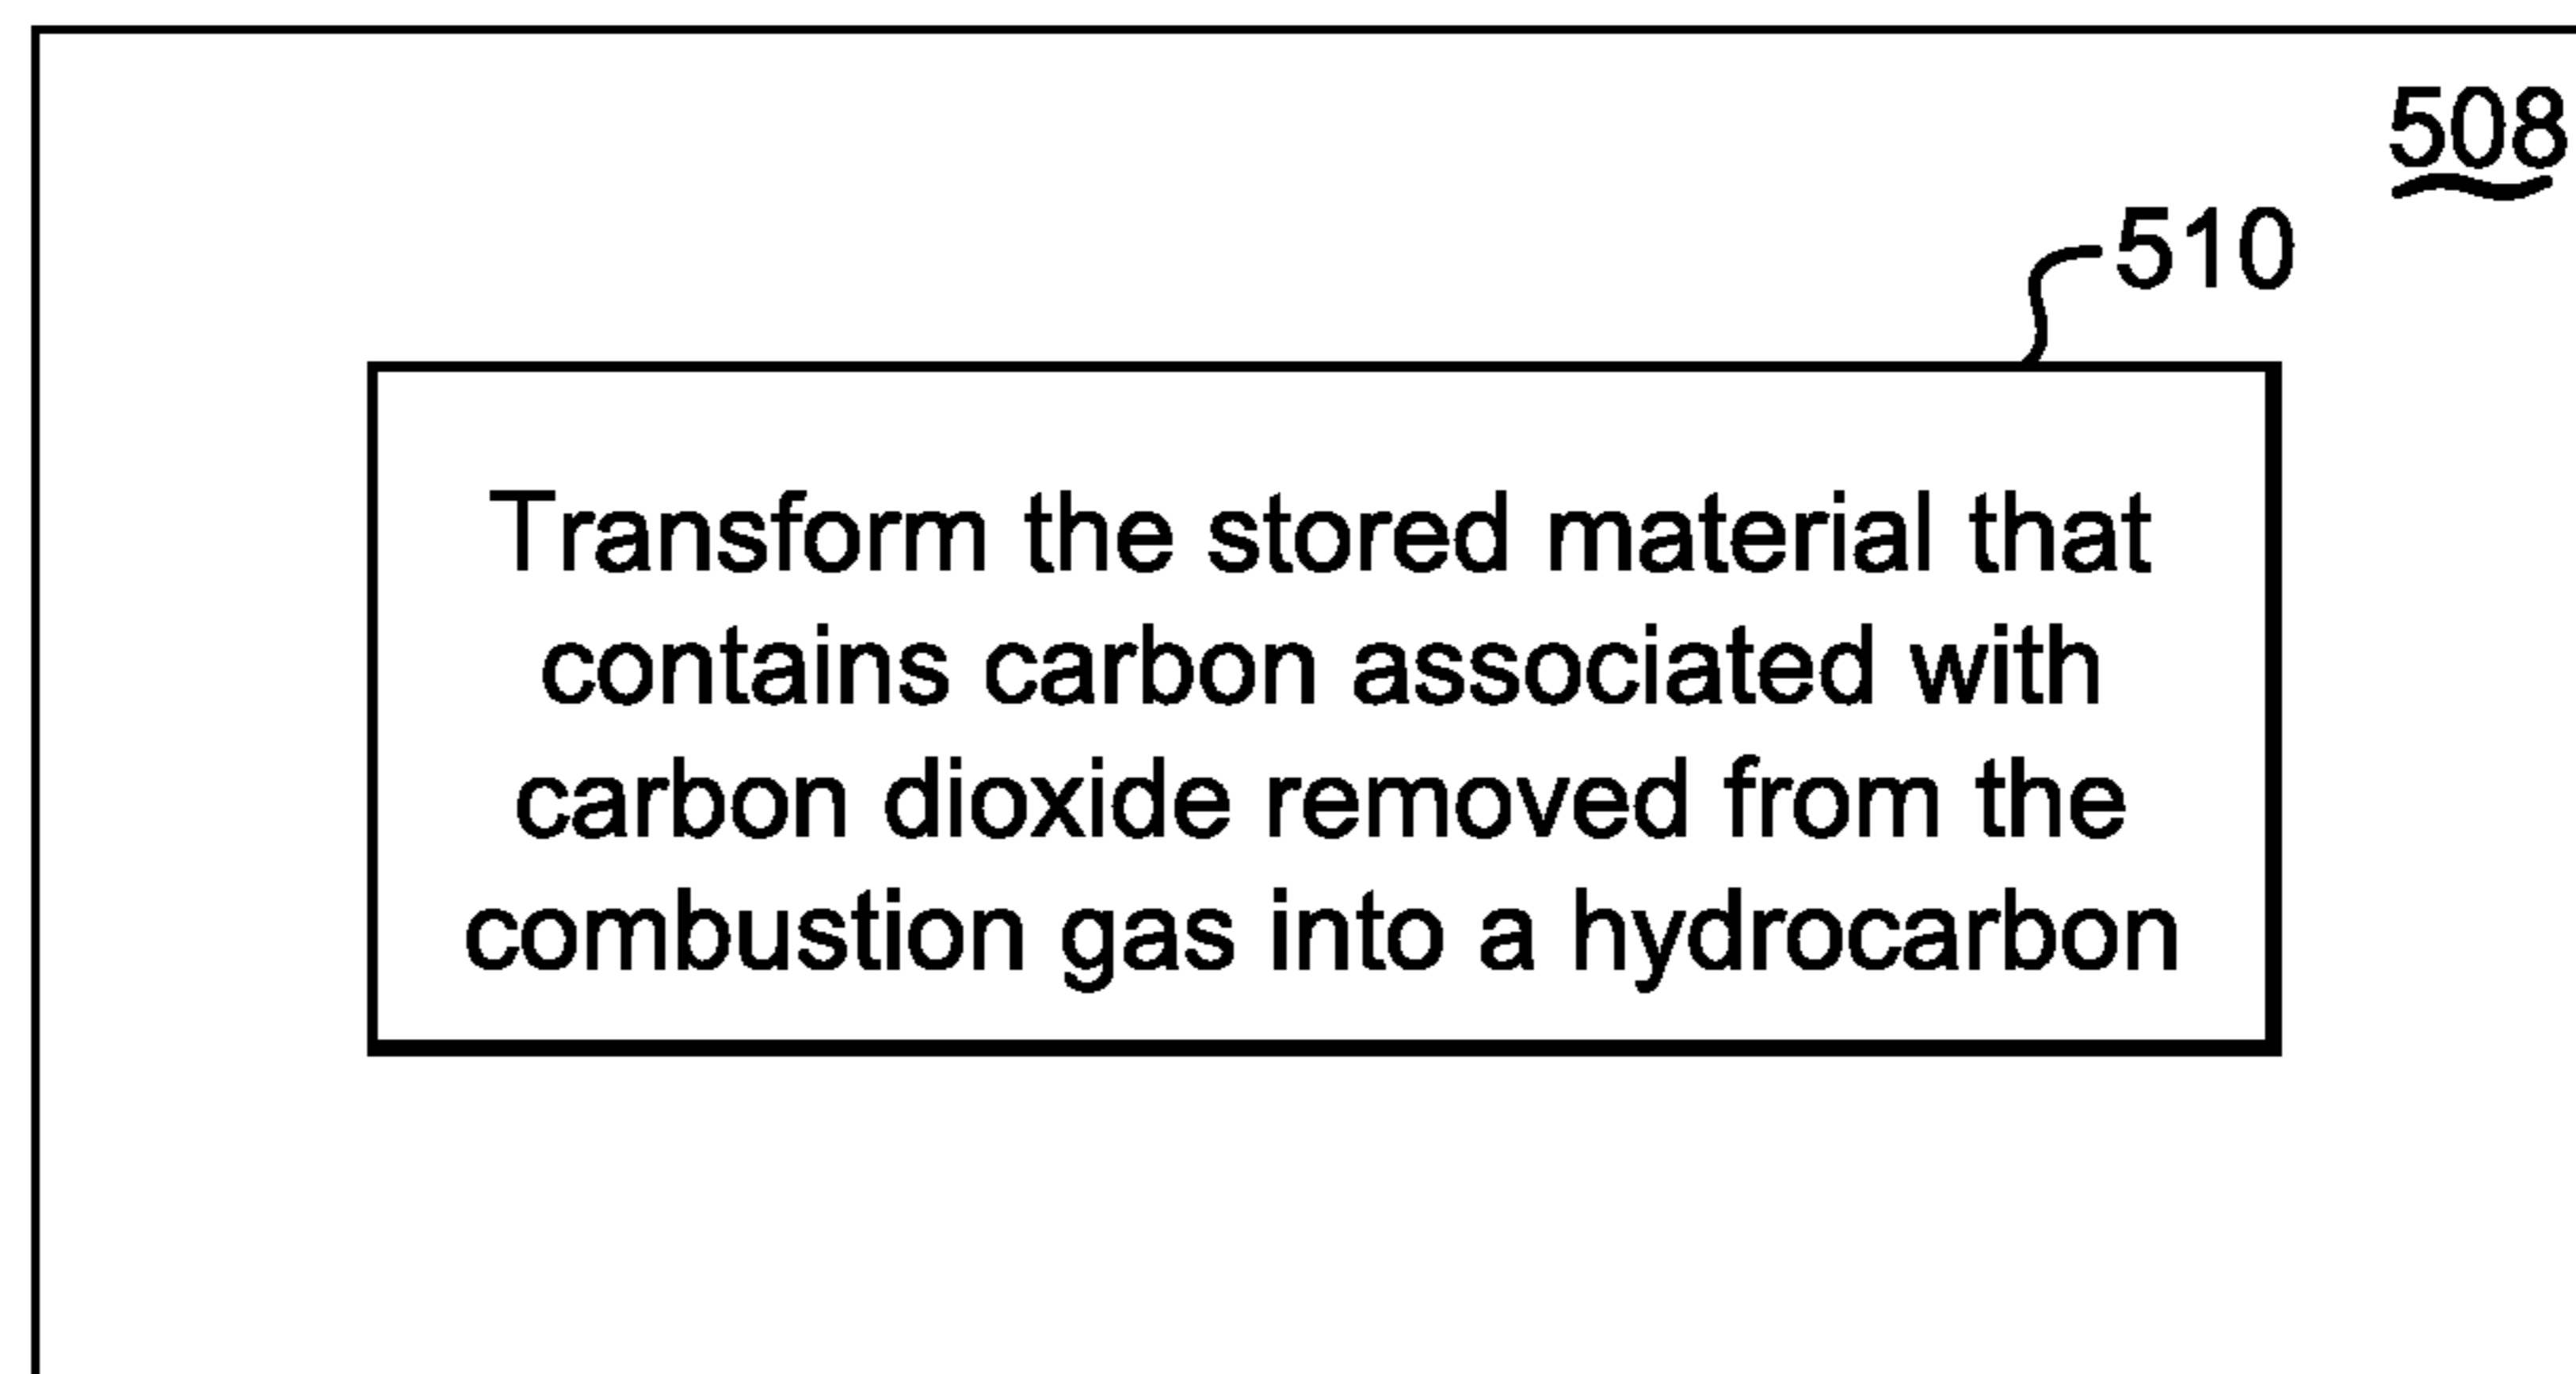 508
510
Transform the stored material that
contains carbon associated with
carbon dioxide removed from the
combustion gas into a hydrocarbon